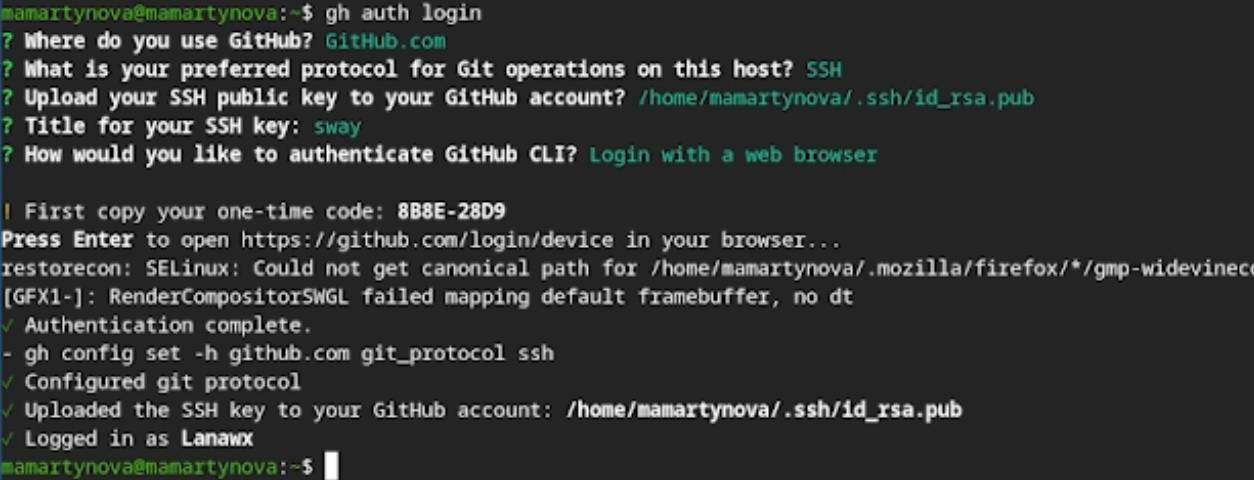 mamartynova@mamartynova:~$ gh auth login
? Where do you use GitHub? GitHub.com
? What is your preferred protocol for Git operations on this host? SSH
? Upload your SSH public key to your GitHub account? /home/mamartynova/.ssh/id_rsa.pub
? Title for your SSH key: sway
? How would you like to authenticate GitHub CLI? Login with a web browser
! First copy your one-time code: 8B8E-28D9
Press Enter to open https://github.com/login/device in your browser...
restorecon: SELinux: Could not get canonical path for /home/mamartynova/.mozilla/firefox/*/gmp-widevinec
[GFX1-]: RenderCompositorSWGL failed mapping default framebuffer, no dt
✓ Authentication complete.
- gh config set -h github.com git_protocol ssh
✓ Configured git protocol
✓ Uploaded the SSH key to your GitHub account: /home/mamartynova/.ssh/id_rsa.pub
✓ Logged in as Lanawx
mamartynova@mamartynova:~$